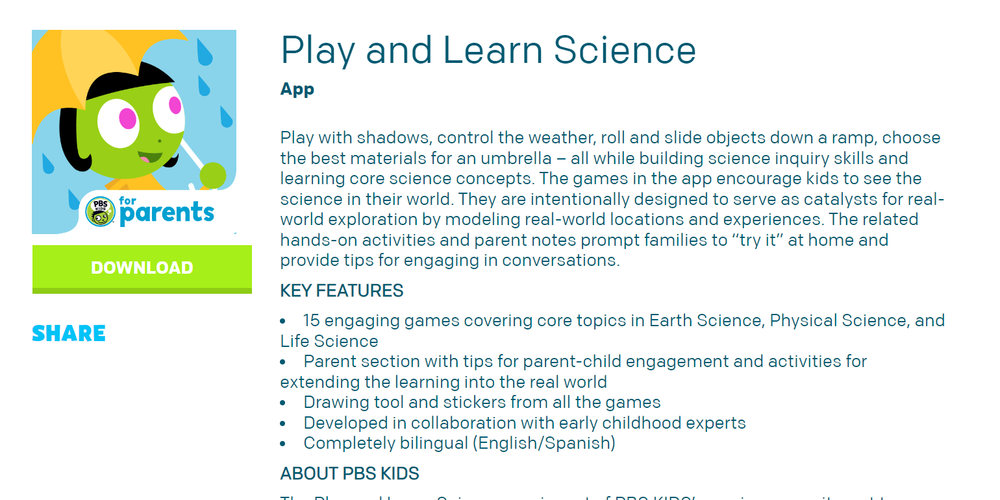 Play and Learn Science
App
Play with shadows, control the weather, roll and slide objects down a ramp, choose
the best materials for an umbrella – all while building science inquiry skills and
learning core science concepts. The games in the app encourage kids to see the
science in their world. They are intentionally designed to serve as catalysts for real-
world exploration by modeling real-world locations and experiences. The related
hands-on activities and parent notes prompt families to “try it” at home and
provide tips for engaging in conversations.
KEY FEATURES
• 15 engaging games covering core topics in Earth Science, Physical Science, and
Life Science
• Parent section with tips for parent-child engagement and activities for
extending the learning into the real world
• Drawing tool and stickers from all the games
• Developed in collaboration with early childhood experts
• Completely bilingual (English/Spanish)
ABOUT PBS KIDS
PBS
KIDS
for
parents
DOWNLOAD
SHARE